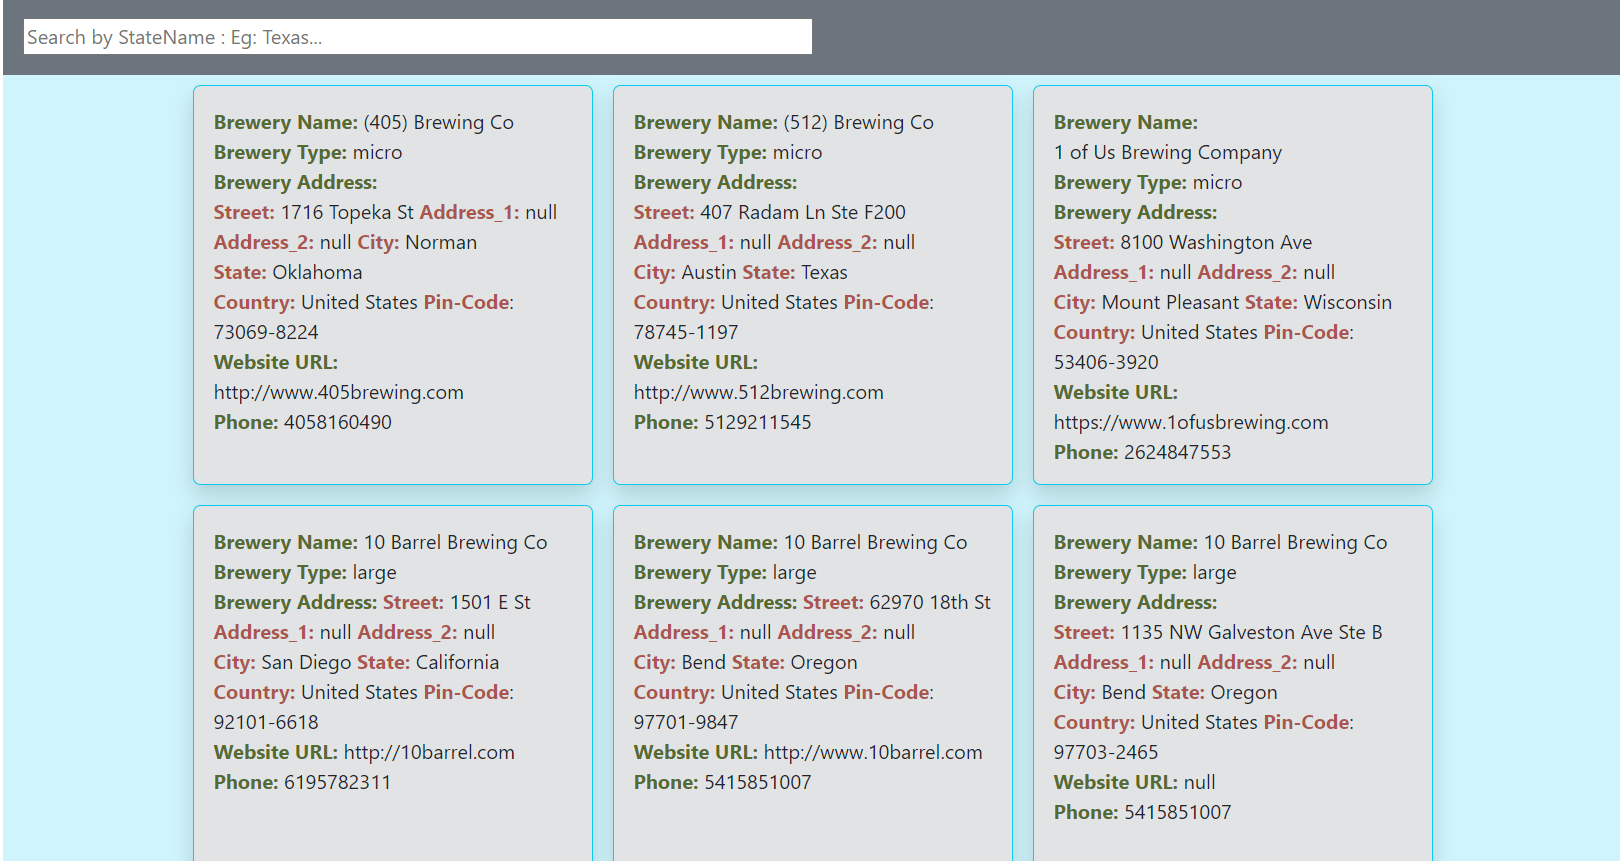 Search by StateName : Eg: Texas...
Brewery Name: (405) Brewing Co
Brewery Type: micro
Brewery Address:
Street: 1716 Topeka St Address_1: null
Address_2: null City: Norman
State: Oklahoma
Country: United States Pin-Code:
73069-8224
Website URL:
http://www.405brewing.com
Phone: 4058160490
Brewery Name: (512) Brewing Co
Brewery Type: micro
Brewery Address:
Street: 407 Radam Ln Ste F200
Address_1: null Address_2: null
City: Austin State: Texas
Country: United States Pin-Code:
78745-1197
Website URL:
http://www.512brewing.com
Phone: 5129211545
Brewery Name:
1 of Us Brewing Company
Brewery Type: micro
Brewery Address:
Street: 8100 Washington Ave
Address_1: null Address_2: null
City: Mount Pleasant State: Wisconsin
Country: United States Pin-Code:
53406-3920
Website URL:
https://www.1ofusbrewing.com
Phone: 2624847553
Brewery Name: 10 Barrel Brewing Co
Brewery Type: large
Brewery Address: Street: 1501 E St
Address_1: null Address_2: null
City: San Diego State: California
Country: United States Pin-Code:
92101-6618
Website URL: http://10barrel.com
Phone: 6195782311
Brewery Name: 10 Barrel Brewing Co
Brewery Type: large
Brewery Address: Street: 62970 18th St
Address_1: null Address_2: null
City: Bend State: Oregon
Country: United States Pin-Code:
97701-9847
Website URL: http://www.10barrel.com
Phone: 5415851007
Brewery Name: 10 Barrel Brewing Co
Brewery Type: large
Brewery Address:
Street: 1135 NW Galveston Ave Ste B
Address_1: null Address_2: null
City: Bend State: Oregon
Country: United States Pin-Code:
97703-2465
Website URL: null
Phone: 5415851007